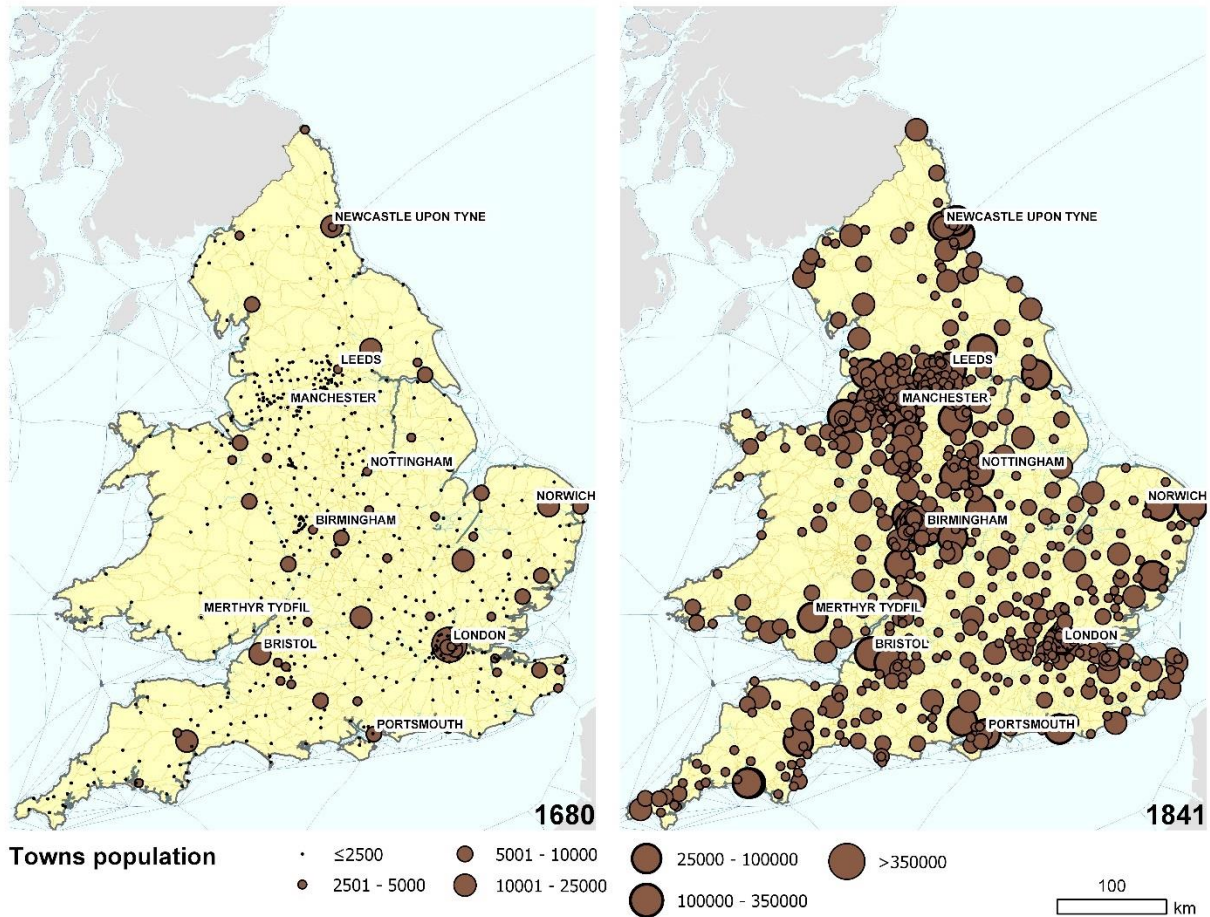 NEWCASTLE UPON TYNE
LEEDS
MANCHESTER
NOTTINGHAM
NORWICH
BIRMINGHAM
MERTHYR TYDFIL
LONDON
BRISTOL
PORTSMOUTH
1680
NEWCASTLE UPON TYNE
LEEDS
MANCHESTER
NOTTINGHAM
NORWICH
BIRMINGHAM
MERTHYR TYDFIL
LONDON
BRISTOL
PORTSMOUTH
1841
Towns population
≤2500
2501 - 5000
5001 - 10000
10001 - 25000
25000 - 100000
100000 - 350000
>350000
100
km